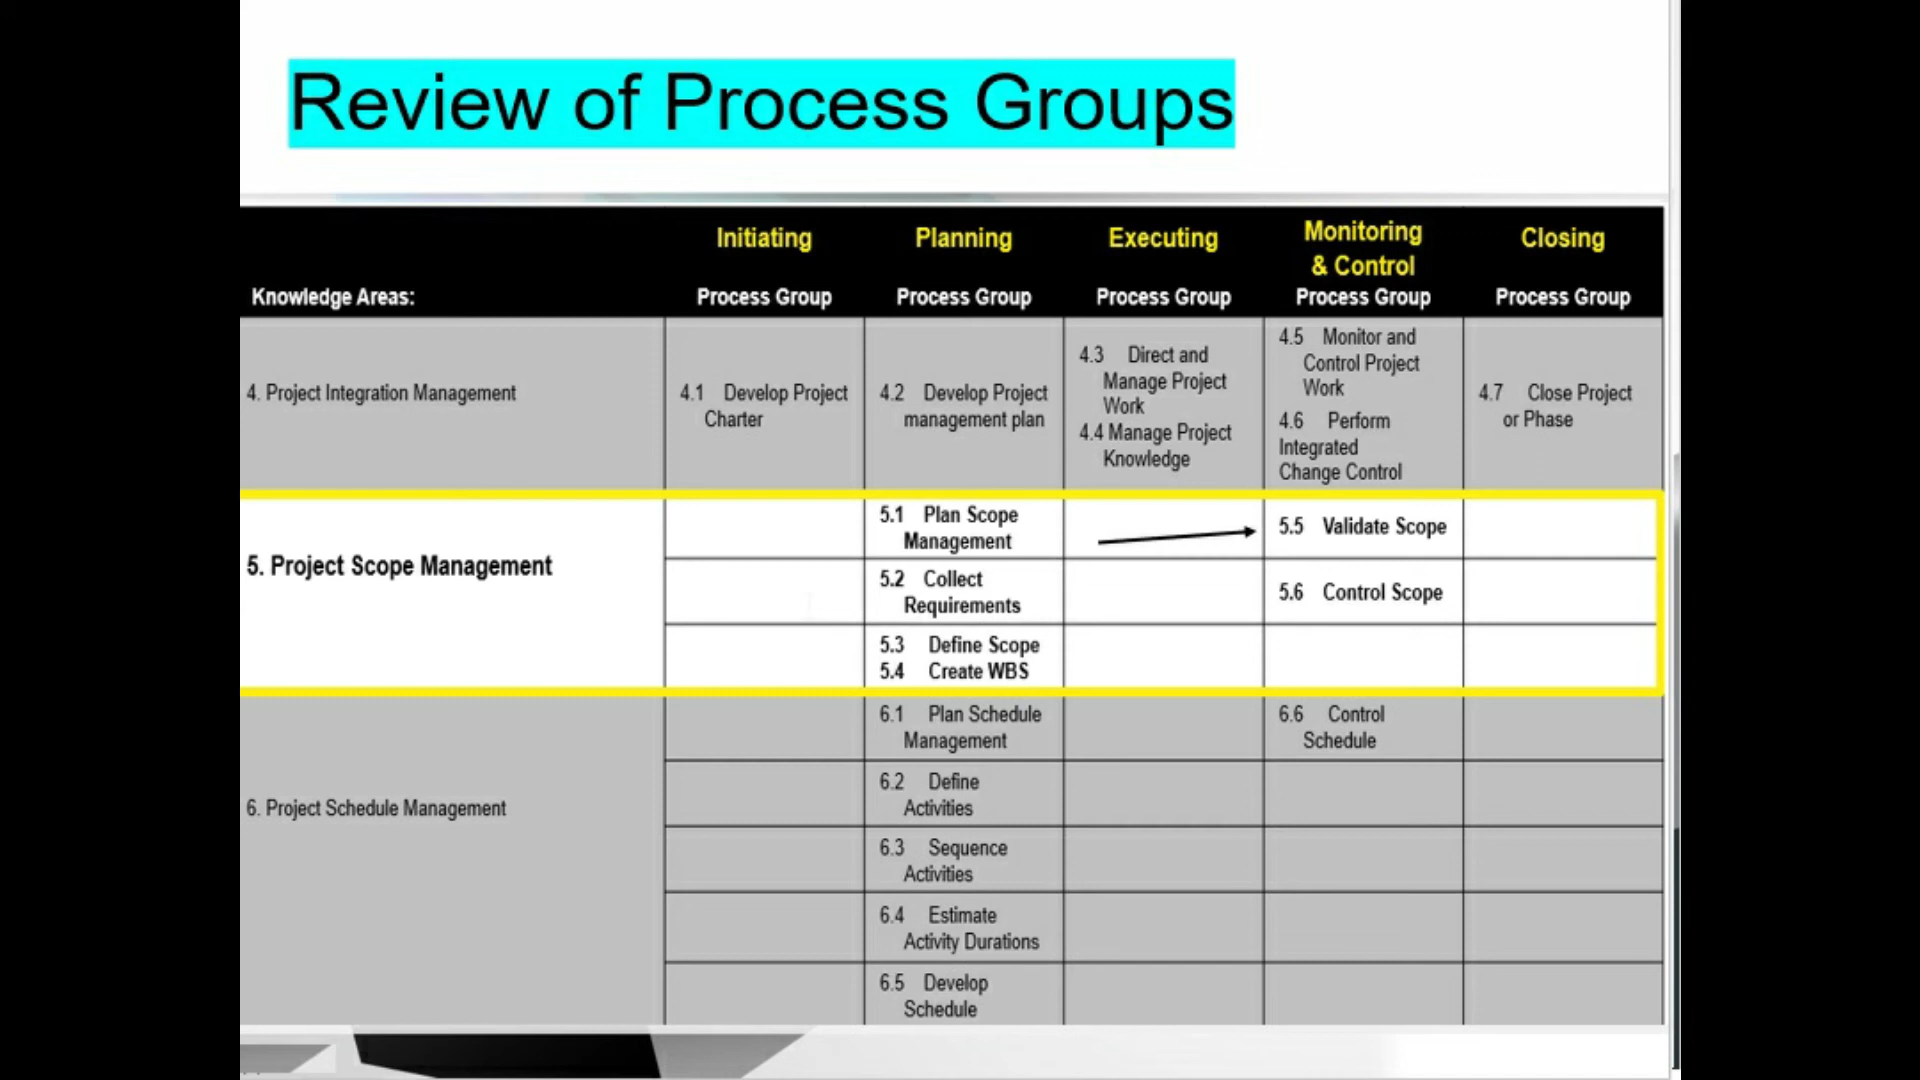 Review of Process Groups
Knowledge Areas:
Initiating
Process Group
Planning
Process Group
Executing
Process Group
Monitoring
& Control
Process Group
Closing
Process Group
4. Project Integration Management
4.1 Develop Project
Charter
4.2 Develop Project
management plan
4.3 Direct and
Manage Project
Work
4.4 Manage Project
Knowledge
4.5 Monitor and
Control Project
Work
4.6 Perform
Integrated
Change Control
4.7 Close Project
or Phase
5. Project Scope Management
5.1 Plan Scope
Management
5.5 Validate Scope
5.2 Collect
Requirements
5.6 Control Scope
5.3 Define Scope
5.4 Create WBS
6. Project Schedule Management
6.1 Plan Schedule
Management
6.6 Control
Schedule
6.2 Define
Activities
6.3 Sequence
Activities
6.4 Estimate
Activity Durations
6.5 Develop
Schedule